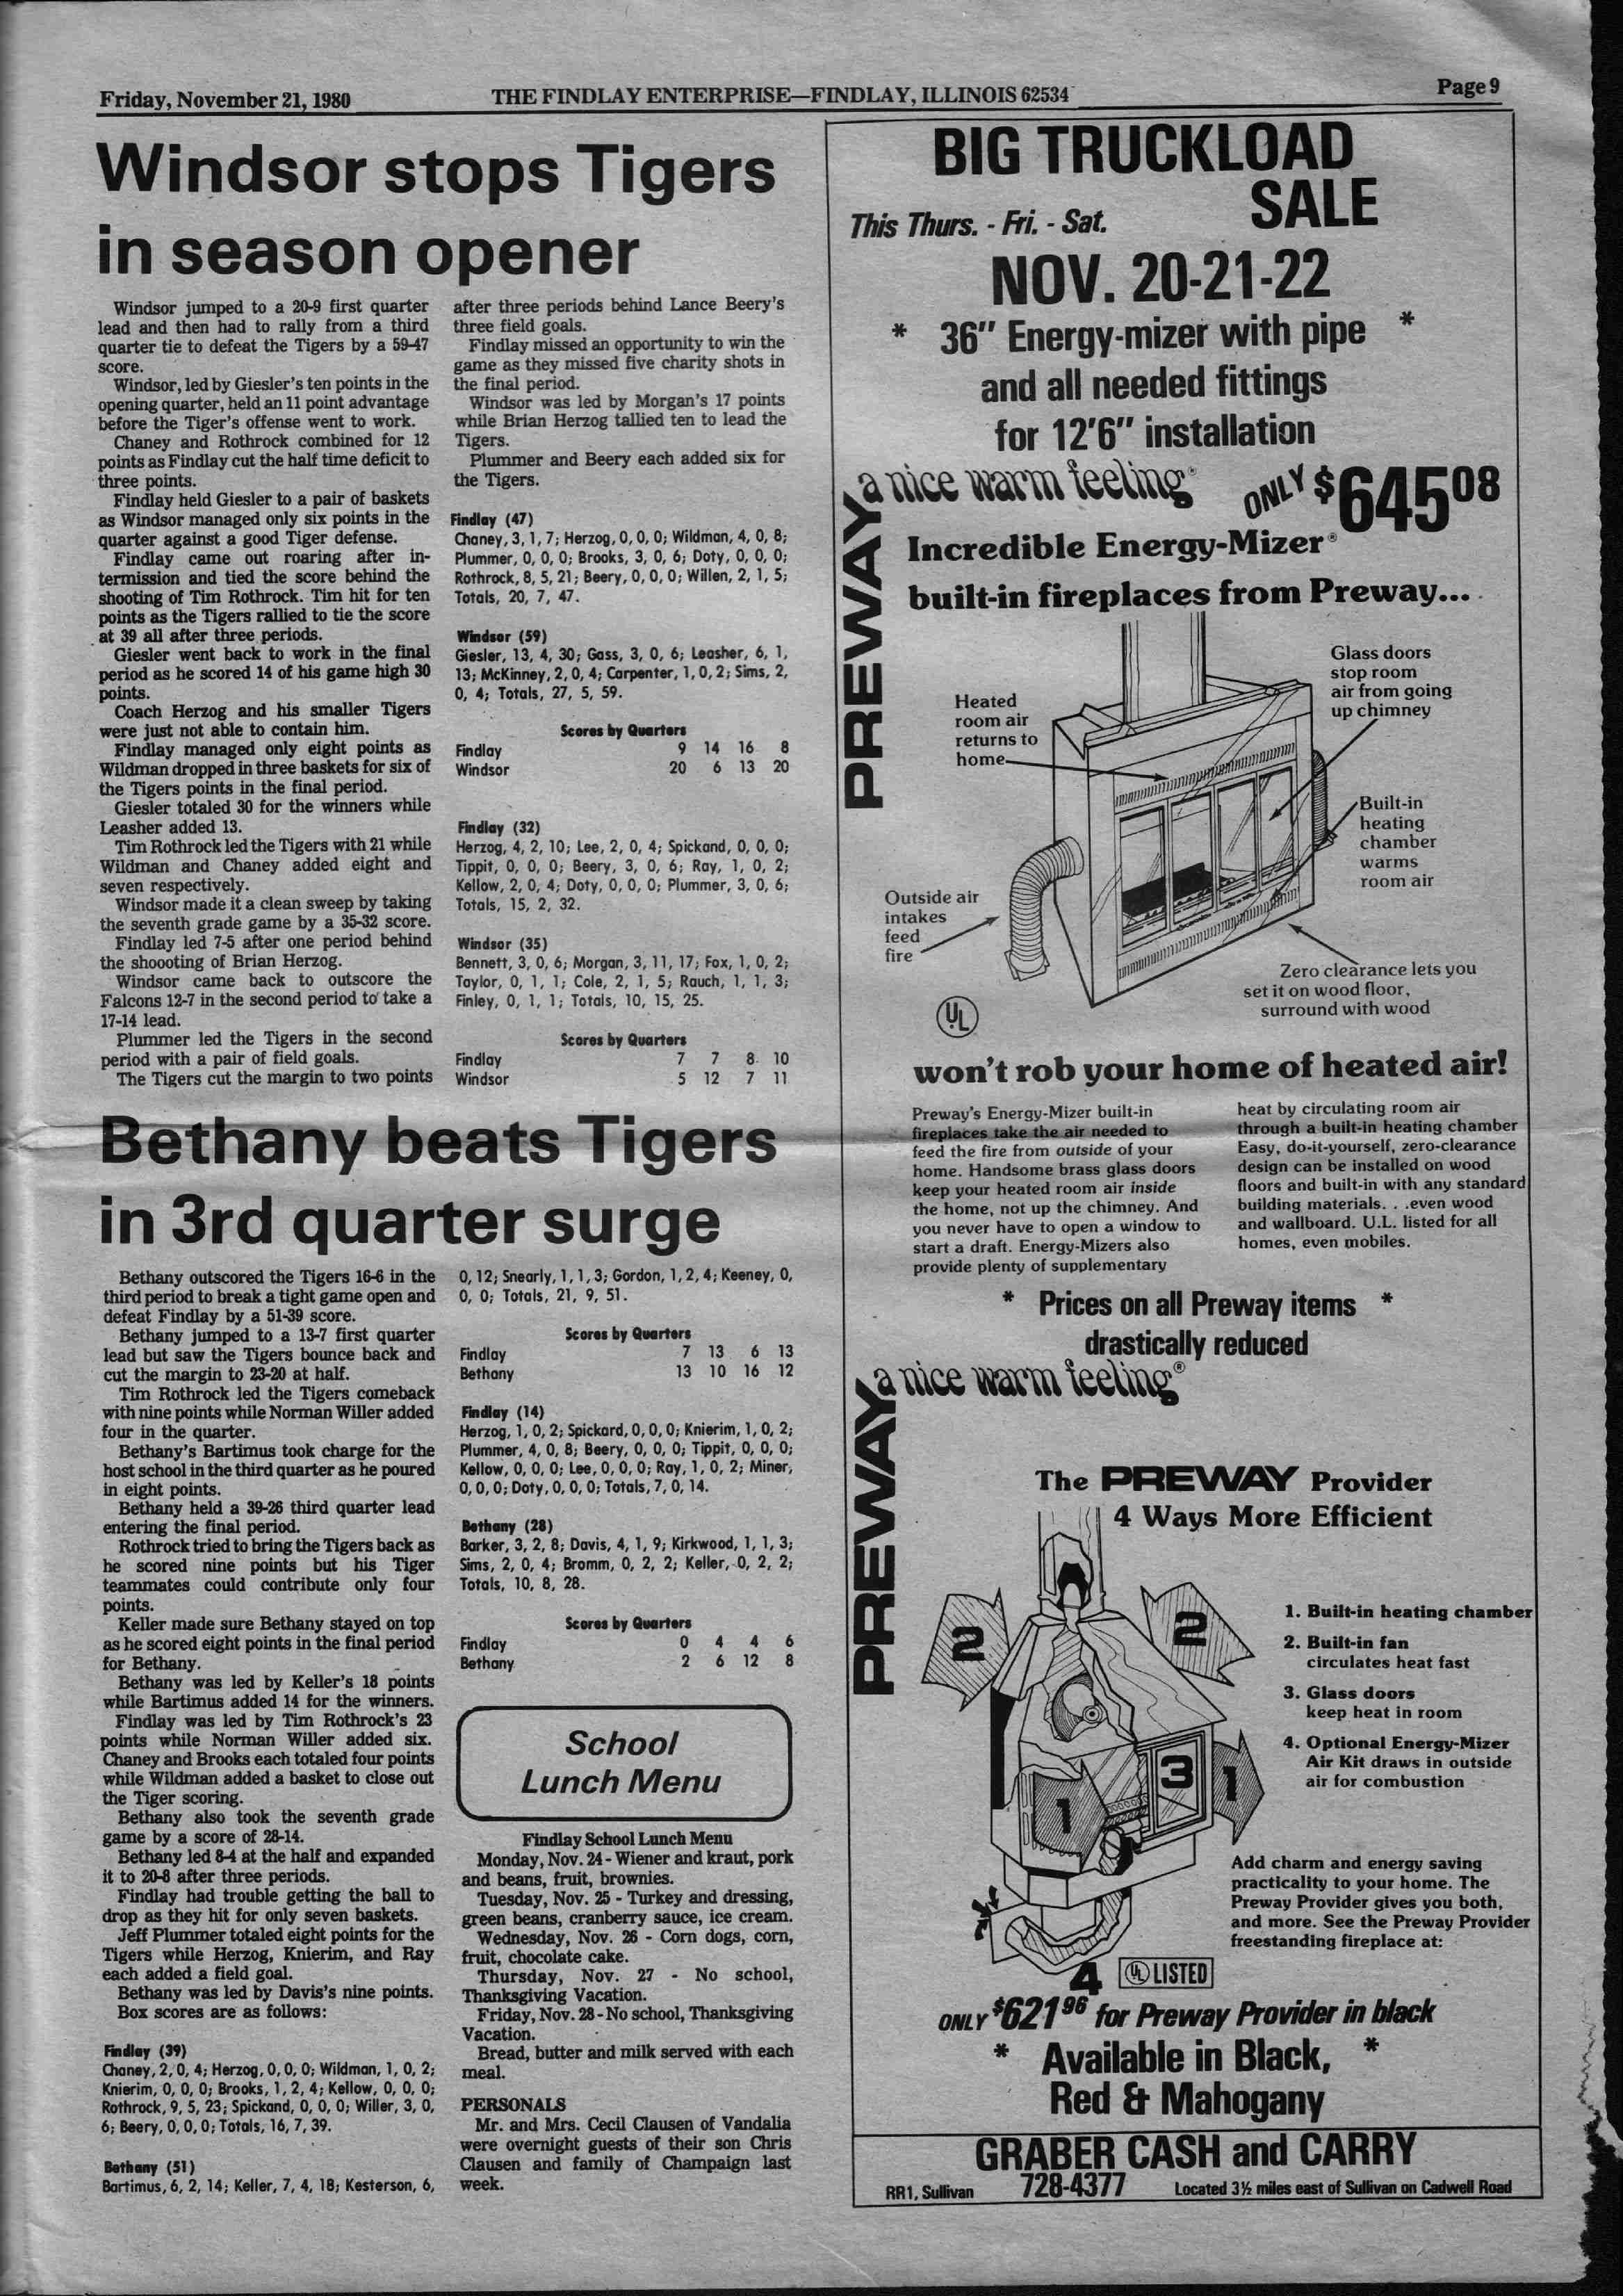 Friday, November 21, 1980
THE FINDLAY ENTERPRISE—FINDLAY, ILLINOIS 62534
Page 9
Windsor stops Tigers
in season opener
Windsor jumped to a 20-9 first quarter
lead and then had to rally from a third
quarter tie to defeat the Tigers by a 59-47
score.
Windsor, led by Giesler's ten points in the
opening quarter, held an 11 point advantage
before the Tiger's offense went to work.
Chaney and Rothrock combined for 12
points as Findlay cut the half time deficit to
three points.
Findlay held Giesler to a pair of baskets
as Windsor managed only six points in the
quarter against a good Tiger defense.
Findlay came out roaring after in-
termission and tied the score behind the
shooting of Tim Rothrock. Tim hit for ten
points as the Tigers rallied to tie the score
at 39 all after three periods.
Giesler went back to work in the final
period as he scored 14 of his game high 30
points.
Coach Herzog and his smaller Tigers
were just not able to contain him.
Findlay managed only eight points as
Wildman dropped in three baskets for six of
the Tigers points in the final period.
Giesler totaled 30 for the winners while
Leasher added 13.
Tim Rothrock led the Tigers with 21 while
Wildman and Chaney added eight and
seven respectively.
Windsor made it a clean sweep by taking
the seventh grade game by a 35-32 score.
Findlay led 7-5 after one period behind
the shoooting of Brian Herzog.
Windsor came back to outscore the
Falcons 12-7 in the second period to take a
17-14 lead.
Plummer led the Tigers in the second
period with a pair of field goals.
The Tigers cut the margin to two points
after three periods behind Lance Beery's
three field goals.
Findlay missed an opportunity to win the
game as they missed five charity shots in
the final period.
Windsor was led by Morgan's 17 points
while Brian Herzog tallied ten to lead the
Tigers.
Plummer and Beery each added six for
the Tigers.
Findlay (47)
Chaney, 3, 1, 7; Herzog, 0, 0, 0; Wildman, 4, 0, 8;
Plummer, 0, 0, 0; Brooks, 3, 0, 6; Doty, 0, 0, 0;
Rothrock, 8, 5, 21; Beery, 0, 0, 0; Willen, 2, 1, 5;
Totals, 20, 7, 47.
Windsor (59)
Giesler, 13, 4, 30; Gass, 3, 0, 6; Leasher, 6, 1,
13; McKinney, 2, 0, 4; Carpenter, 1, 0, 2; Sims, 2,
0, 4; Totals, 27, 5, 59.
Scores by Quarters
Findlay 9 14 16 8
Windsor 20 6 13 20
Findlay (32)
Herzog, 4, 2, 10; Lee, 2, 0, 4; Spickand, 0, 0, 0;
Tippit, 0, 0, 0; Beery, 3, 0, 6; Ray, 1, 0, 2;
Kellow, 2, 0, 4; Doty, 0, 0, 0; Plummer, 3, 0, 6;
Totals, 15, 2, 32.
Windsor (35)
Bennett, 3, 0, 6; Morgan, 3, 11, 17; Fox, 1, 0, 2;
Taylor, 0, 1, 1; Cole, 2, 1, 5; Rauch, 1, 1, 3;
Finley, 0, 1, 1; Totals, 10, 15, 25.
Scores by Quarters
Findlay 7 7 8 10
Windsor 5 12 7 11
Bethany beats Tigers
in 3rd quarter surge
Bethany outscored the Tigers 16-6 in the
third period to break a tight game open and
defeat Findlay by a 51-39 score.
Bethany jumped to a 13-7 first quarter
lead but saw the Tigers bounce back and
cut the margin to 23-20 at half.
Tim Rothrock led the Tigers comeback
with nine points while Norman Willer added
four in the quarter.
Bethany's Bartimus took charge for the
host school in the third quarter as he poured
in eight points.
Bethany held a 39-26 third quarter lead
entering the final period.
Rothrock tried to bring the Tigers back as
he scored nine points but his Tiger
teammates could contribute only four
points.
Keller made sure Bethany stayed on top
as he scored eight points in the final period
for Bethany.
Bethany was led by Keller's 18 points
while Bartimus added 14 for the winners.
Findlay was led by Tim Rothrock's 23
points while Norman Willer added six.
Chaney and Brooks each totaled four points
while Wildman added a basket to close out
the Tiger scoring.
Bethany also took the seventh grade
game by a score of 28-14.
Bethany led 8-4 at the half and expanded
it to 20-8 after three periods.
Findlay had trouble getting the ball to
drop as they hit for only seven baskets.
Jeff Plummer totaled eight points for the
Tigers while Herzog, Knierim, and Ray
each added a field goal.
Bethany was led by Davis's nine points.
Box scores are as follows:
Findlay (39)
Chaney, 2, 0, 4; Herzog, 0, 0, 0; Wildman, 1, 0, 2;
Knierim, 0, 0, 0; Brooks, 1, 2, 4; Kellow, 0, 0, 0;
Rothrock, 9, 5, 23; Spickand, 0, 0, 0; Willer, 3, 0,
6; Beery, 0, 0, 0; Totals, 16, 7, 39.
Bethany (51)
Bartimus, 6, 2, 14; Keller, 7, 4, 18; Kesterson, 6,
0, 12; Snearly, 1, 1, 3; Gordon, 1, 2, 4; Keeney, 0,
0, 0; Totals, 21, 9, 51.
Scores by Quarters
Findlay 7 13 6 13
Bethany 13 10 16 12
Findlay (14)
Herzog, 1, 0, 2; Spickard, 0, 0, 0; Knierim, 1, 0, 2;
Plummer, 4, 0, 8; Beery, 0, 0, 0; Tippit, 0, 0, 0;
Kellow, 0, 0, 0; Lee, 0, 0, 0; Ray, 1, 0, 2; Miner,
0, 0, 0; Doty, 0, 0, 0; Totals, 7, 0, 14.
Bethany (28)
Barker, 3, 2, 8; Davis, 4, 1, 9; Kirkwood, 1, 1, 3;
Sims, 2, 0, 4; Bromm, 0, 2, 2; Keller, 0, 2, 2;
Totals, 10, 8, 28.
Scores by Quarters
Findlay 0 4 4 6
Bethany 2 6 12 8
School
Lunch Menu
Findlay School Lunch Menu
Monday, Nov. 24 - Wiener and kraut, pork
and beans, fruit, brownies.
Tuesday, Nov. 25 - Turkey and dressing,
green beans, cranberry sauce, ice cream.
Wednesday, Nov. 26 - Corn dogs, corn,
fruit, chocolate cake.
Thursday, Nov. 27 - No school,
Thanksgiving Vacation.
Friday, Nov. 28 - No school, Thanksgiving
Vacation.
Bread, butter and milk served with each
meal.
PERSONALS
Mr. and Mrs. Cecil Clausen of Vandalia
were overnight guests of their son Chris
Clausen and family of Champaign last
week.
BIG TRUCKLOAD
SALE
This Thurs. - Fri. - Sat.
NOV. 20-21-22
* 36" Energy-mizer with pipe *
and all needed fittings
for 12'6" installation
PREWAY
a nice warm feeling®
ONLY $645 08
Incredible Energy-Mizer®
built-in fireplaces from Preway...
Glass doors
stop room
air from going
up chimney
Heated
room air
returns to
home
Built-in
heating
chamber
warms
room air
Outside air
intakes
feed
fire
Zero clearance lets you
set it on wood floor,
surround with wood
UL
won't rob your home of heated air!
Preway's Energy-Mizer built-in
fireplaces take the air needed to
feed the fire from outside of your
home. Handsome brass glass doors
keep your heated room air inside
the home, not up the chimney. And
you never have to open a window to
start a draft. Energy-Mizers also
provide plenty of supplementary
heat by circulating room air
through a built-in heating chamber
Easy, do-it-yourself, zero-clearance
design can be installed on wood
floors and built-in with any standard
building materials. . .even wood
and wallboard. U.L. listed for all
homes, even mobiles.
* Prices on all Preway items *
drastically reduced
PREWAY
a nice warm feeling®
The PREWAY Provider
4 Ways More Efficient
2
2
1. Built-in heating chamber
2. Built-in fan
circulates heat fast
3. Glass doors
keep heat in room
4. Optional Energy-Mizer
Air Kit draws in outside
air for combustion
3
1
1
4
Add charm and energy saving
practicality to your home. The
Preway Provider gives you both,
and more. See the Preway Provider
freestanding fireplace at:
UL LISTED
ONLY $621 96 for Preway Provider in black
* Available in Black, *
Red & Mahogany
GRABER CASH and CARRY
RR1, Sullivan 728-4377 Located 3½ miles east of Sullivan on Cadwell Road